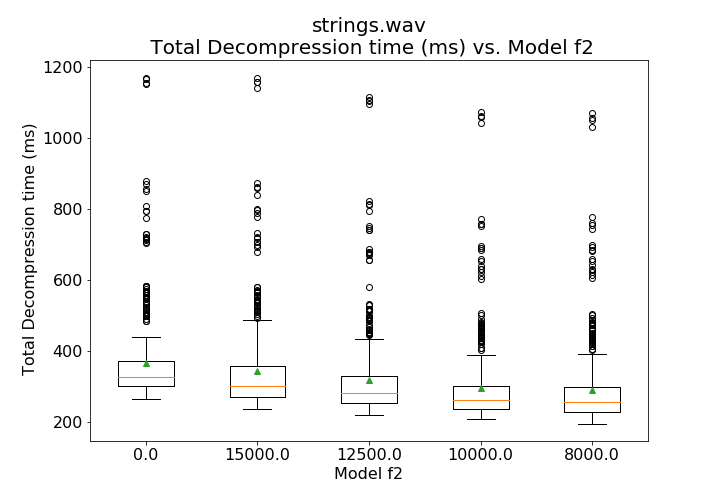 strings.wav
Total Decompression time (ms) vs. Model f2
Total Decompression time (ms)
1200
1000
800
600
400
200
0.0 15000.0 12500.0 10000.0 8000.0
Model f2